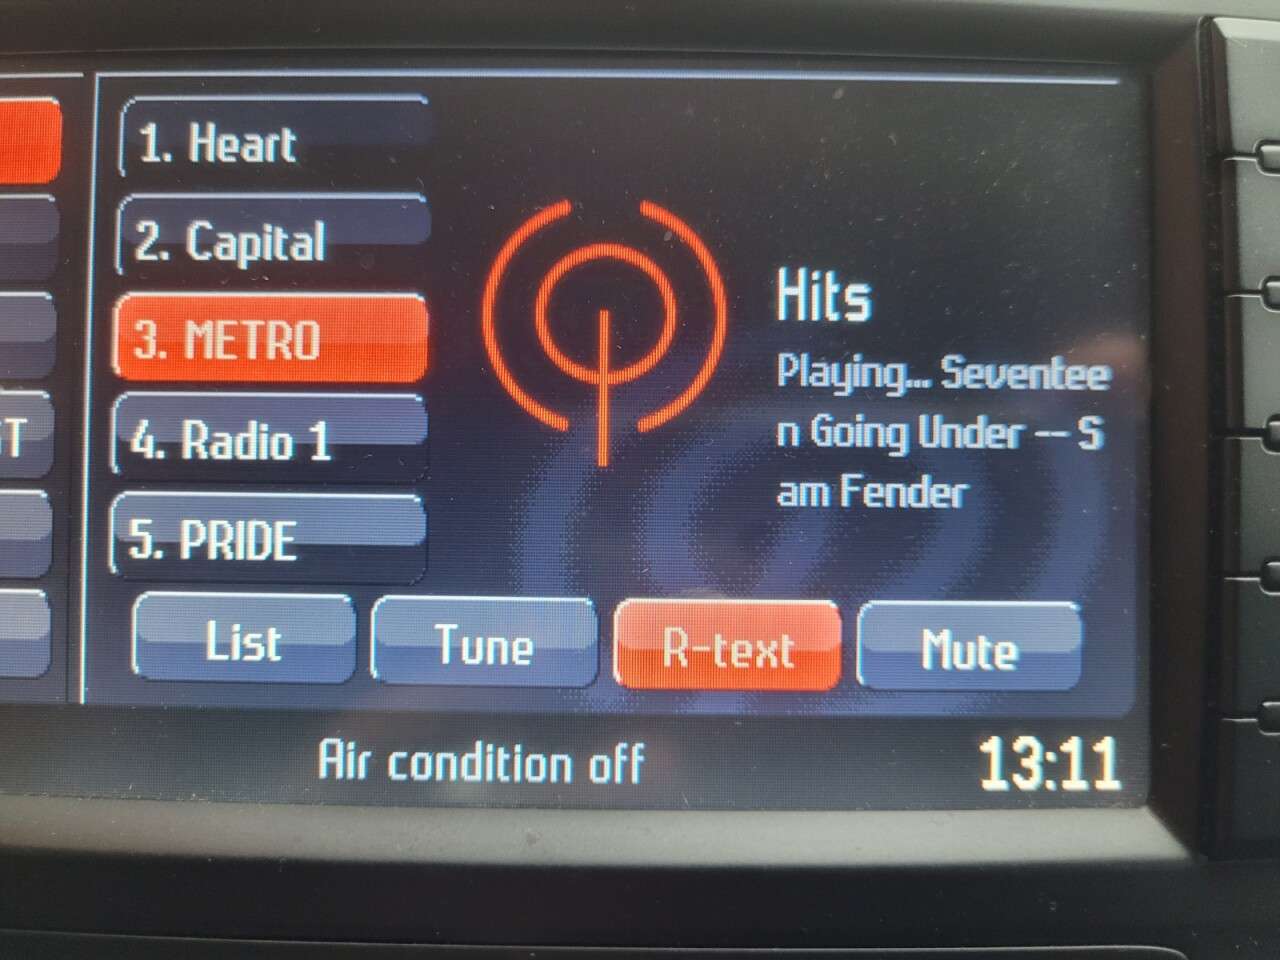 1. Heart
2. Capital
3. METRO
4. Radio 1
5. PRIDE
Hits
Playing... Seventee
n Going Under -- S
am Fender
List
Tune
R-text
Mute
Air condition off
13:11